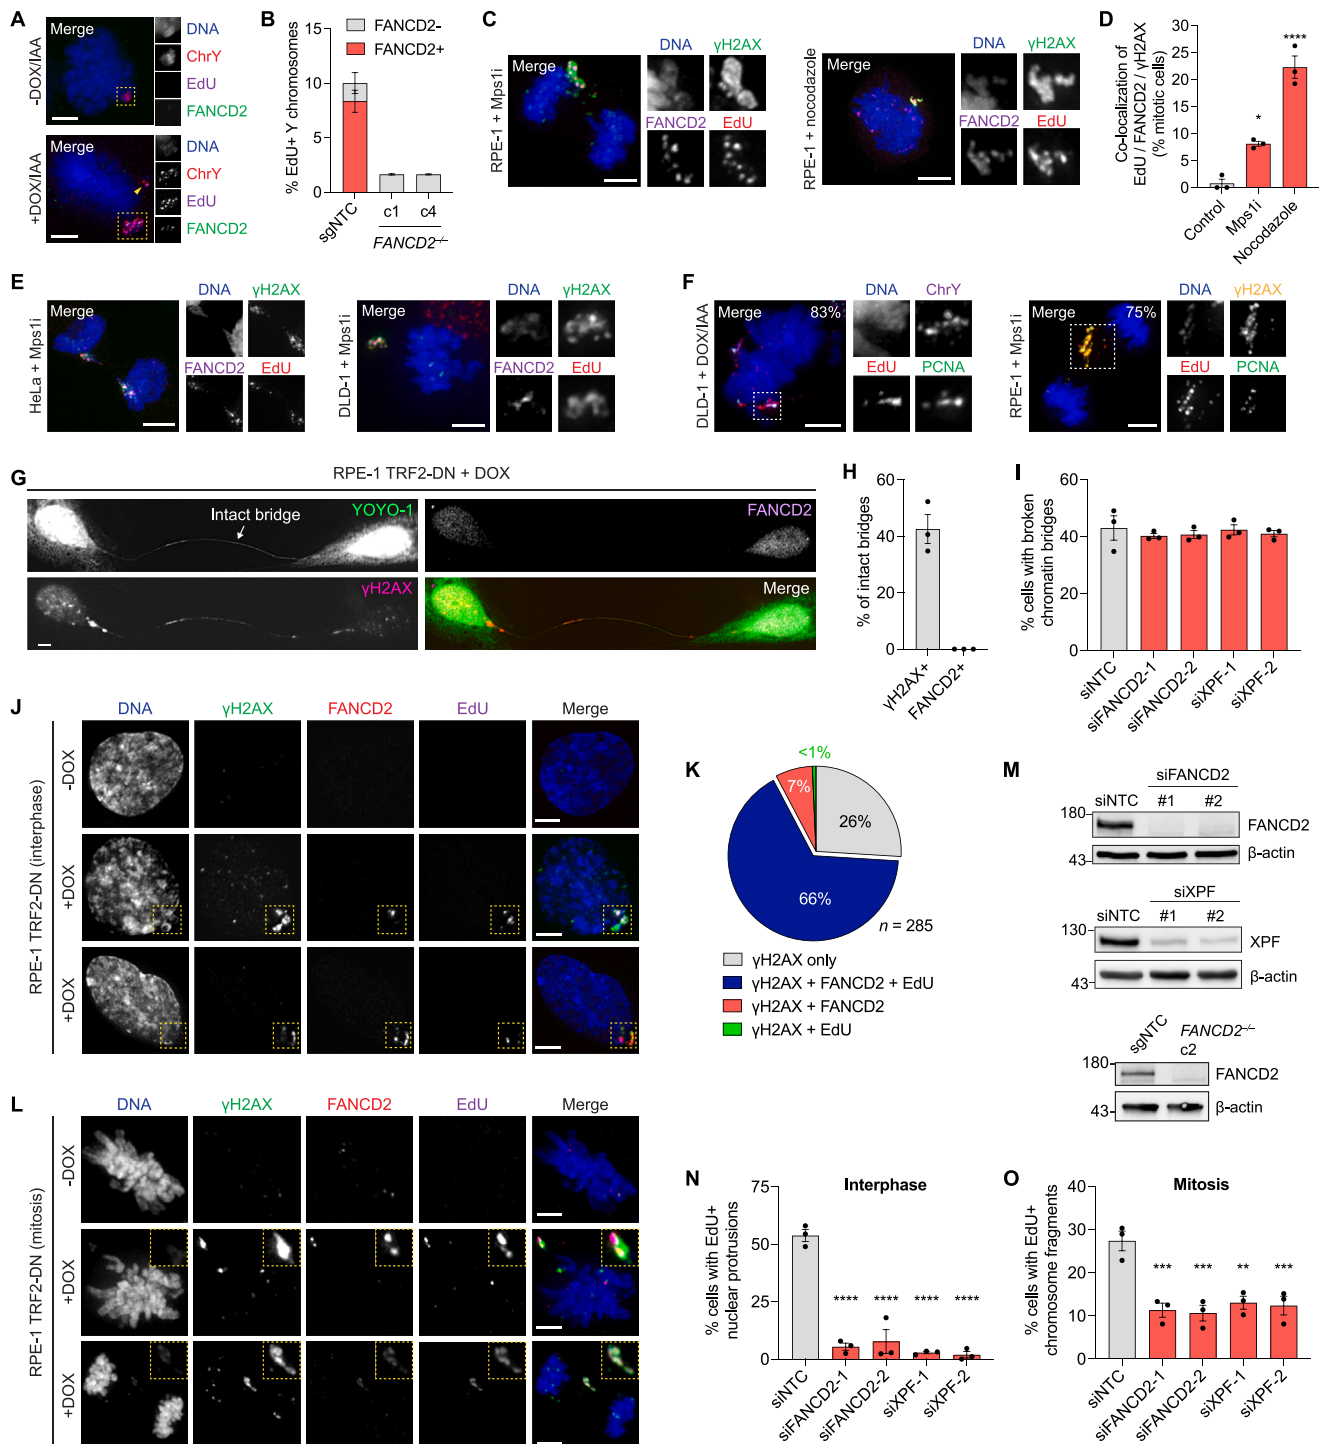 A
-DOX/IAA
Merge
DNA
ChrY
EdU
FANCD2
+DOX/IAA
Merge
DNA
ChrY
EdU
FANCD2
B
% EdU+ Y chromosomes
15
10
5
0
FANCD2-
FANCD2+
sgNTC
c1
c4
FANCD2−/−
C
RPE-1 + Mps1i
Merge
DNA
γH2AX
FANCD2
EdU
RPE-1 + nocodazole
Merge
DNA
γH2AX
FANCD2
EdU
D
Co-localization of
EdU / FANCD2 / γH2AX
(% mitotic cells)
30
25
20
15
10
5
0
*
****
Control
Mps1i
Nocodazole
E
HeLa + Mps1i
Merge
DNA
γH2AX
FANCD2
EdU
DLD-1 + Mps1i
Merge
DNA
γH2AX
FANCD2
EdU
F
DLD-1 + DOX/IAA
Merge
83%
DNA
ChrY
EdU
PCNA
RPE-1 + Mps1i
Merge
75%
DNA
γH2AX
EdU
PCNA
G
RPE-1 TRF2-DN + DOX
Intact bridge
YOYO-1
FANCD2
γH2AX
Merge
H
% of intact bridges
60
40
20
0
γH2AX+
FANCD2+
I
% cells with broken
chromatin bridges
60
40
20
0
siNTC
siFANCD2-1
siFANCD2-2
siXPF-1
siXPF-2
J
DNA
γH2AX
FANCD2
EdU
Merge
RPE-1 TRF2-DN (interphase)
-DOX
+DOX
+DOX
K
<1%
7%
26%
66%
n = 285
γH2AX only
γH2AX + FANCD2 + EdU
γH2AX + FANCD2
γH2AX + EdU
L
DNA
γH2AX
FANCD2
EdU
Merge
RPE-1 TRF2-DN (mitosis)
-DOX
+DOX
+DOX
M
siFANCD2
siNTC
#1
#2
180
FANCD2
43
β-actin
siXPF
siNTC
#1
#2
130
XPF
43
β-actin
sgNTC
FANCD2−/−
c2
180
FANCD2
43
β-actin
N
Interphase
% cells with EdU+
nuclear protrusions
75
50
25
0
****
****
****
****
siNTC
siFANCD2-1
siFANCD2-2
siXPF-1
siXPF-2
O
Mitosis
% cells with EdU+
chromosome fragments
40
30
20
10
0
***
***
**
***
siNTC
siFANCD2-1
siFANCD2-2
siXPF-1
siXPF-2